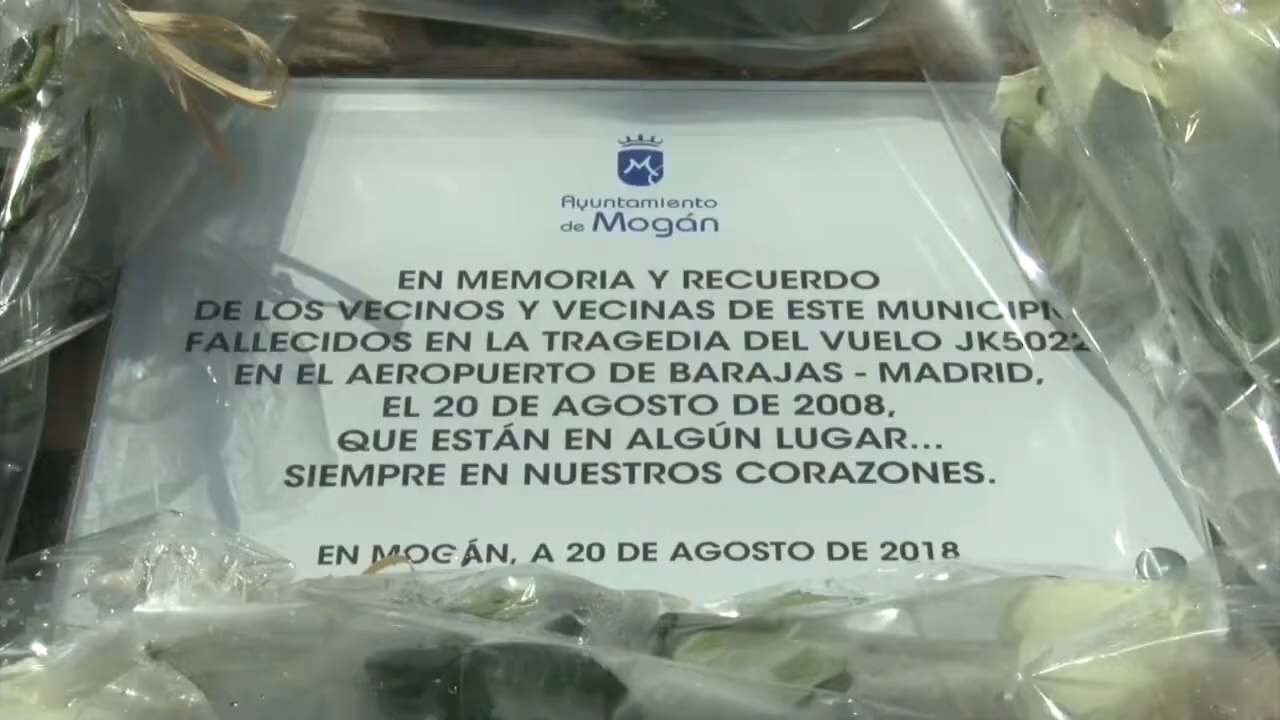 Ayuntamiento
de Mogán
EN MEMORIA Y RECUERDO
DE LOS VECINOS Y VECINAS DE ESTE MUNICIPIO
FALLECIDOS EN LA TRAGEDIA DEL VUELO JK5022
EN EL AEROPUERTO DE BARAJAS - MADRID,
EL 20 DE AGOSTO DE 2008,
QUE ESTÁN EN ALGÚN LUGAR...
SIEMPRE EN NUESTROS CORAZONES.
EN MOGÁN, A 20 DE AGOSTO DE 2018